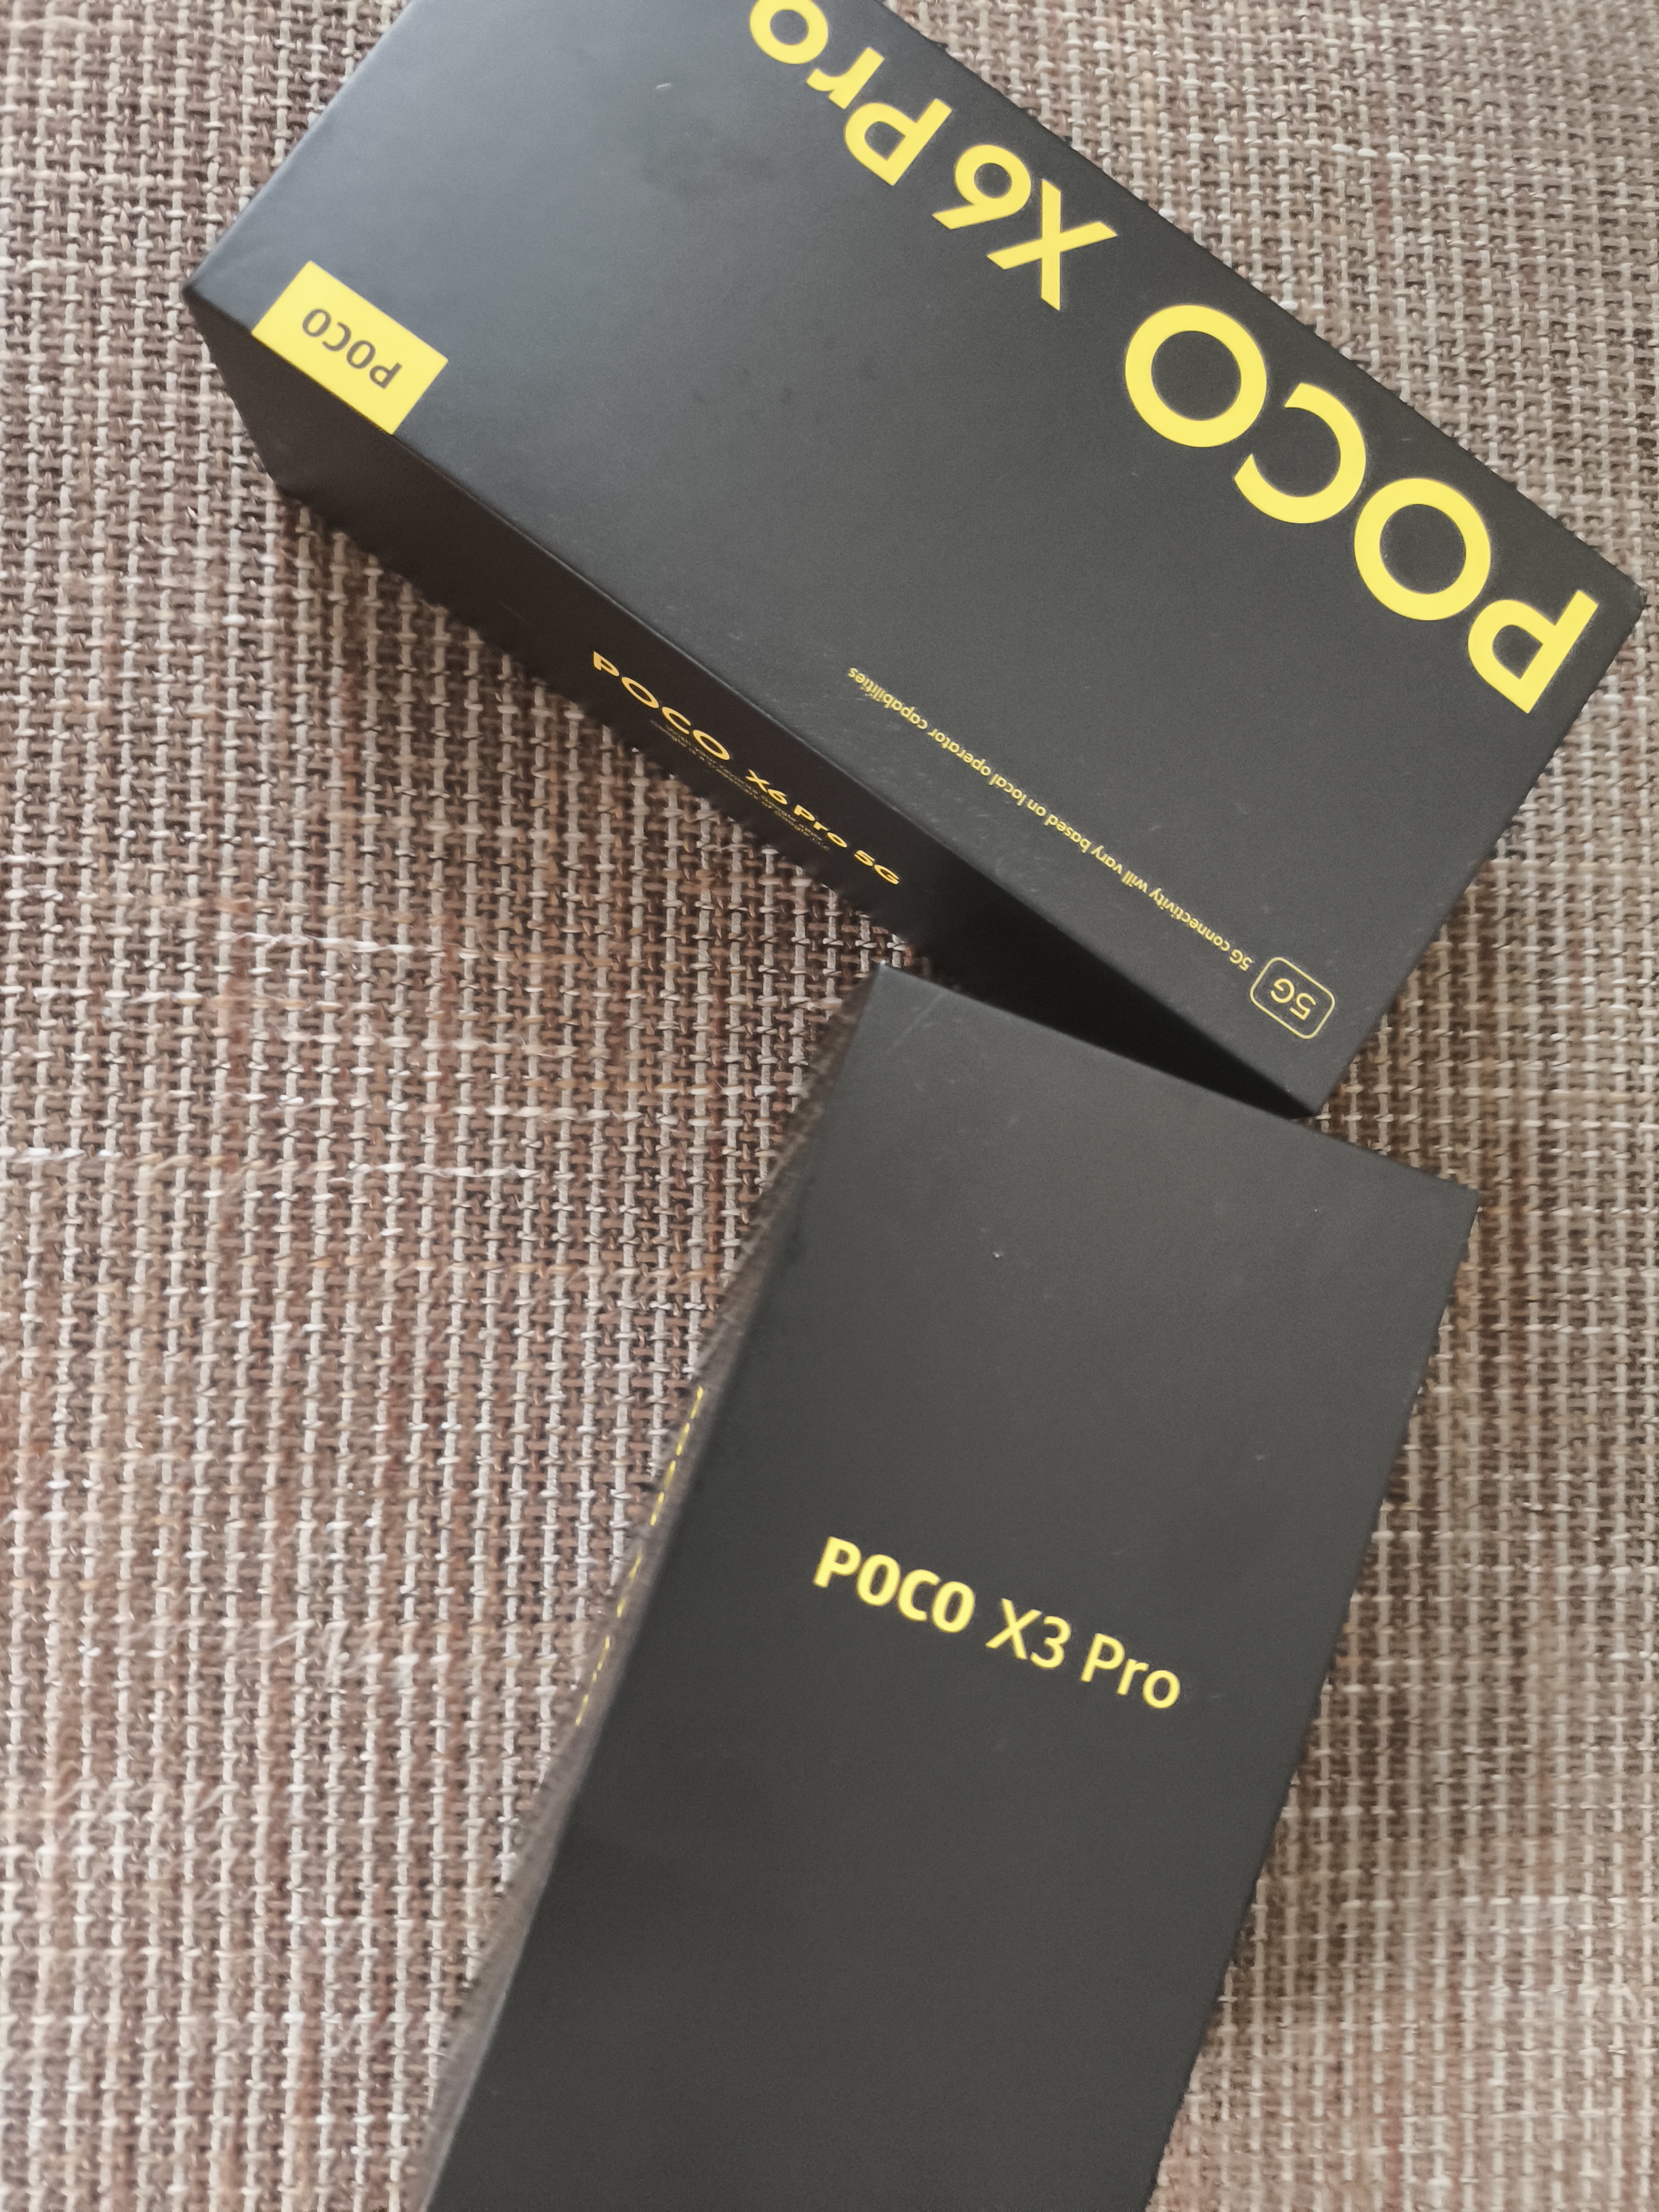 POCO X6 Pro
5G
5G connectivity will vary based on local operator capabilities
POCO
POCO X6 Pro 5G
POCO X3 Pro